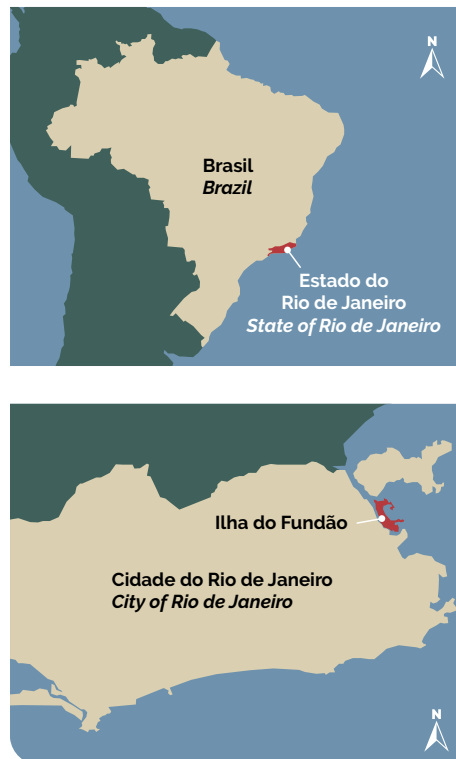 N
Brasil
Brazil
Estado do
Rio de Janeiro
State of Rio de Janeiro
Ilha do Fundão
Cidade do Rio de Janeiro
City of Rio de Janeiro
N